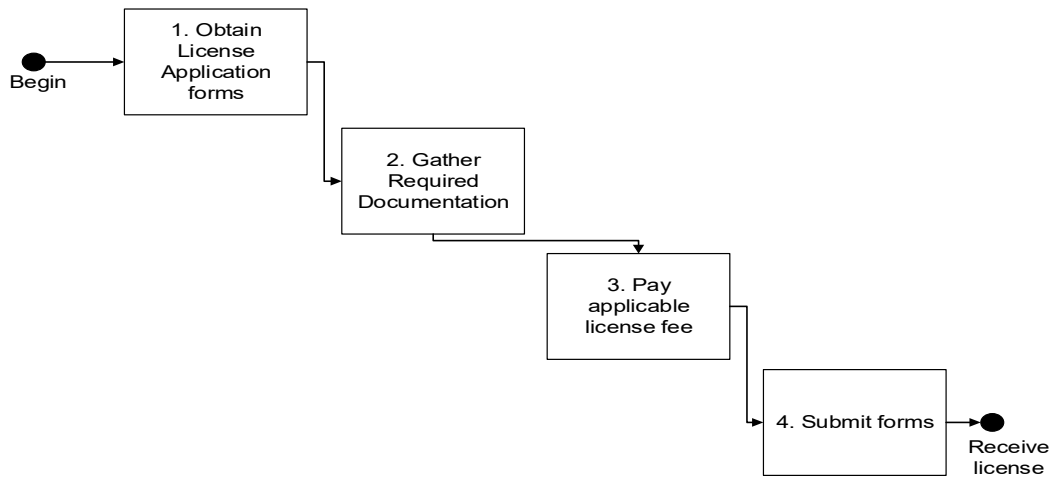 1. Obtain
License
Application
forms
Begin
2. Gather
Required
Documentation
3. Pay
applicable
license fee
4. Submit forms
Receive
license